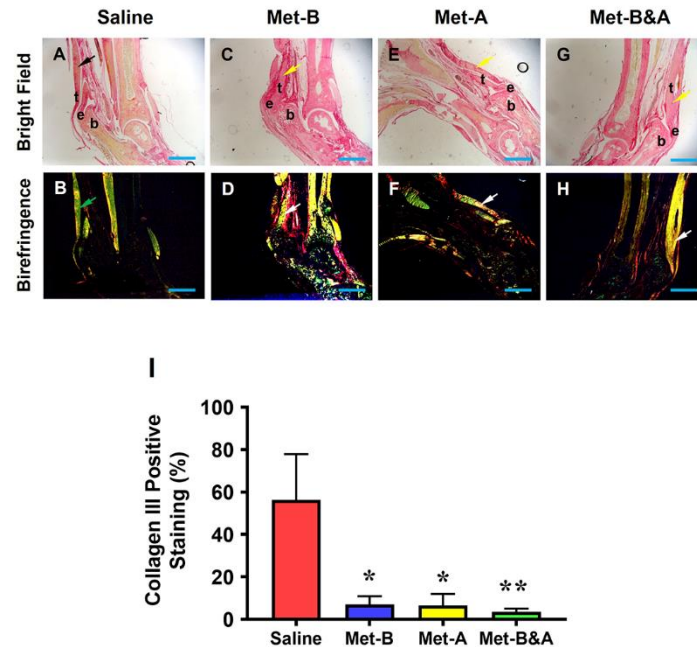 Saline Met-B Met-A Met-B&A
Bright Field
A C E G
t t t t
e e e e
b b b b
Birefringence
B D F H
I
Collagen III Positive
Staining (%)
100
80
60
40
20
0
* * **
Saline Met-B Met-A Met-B&A